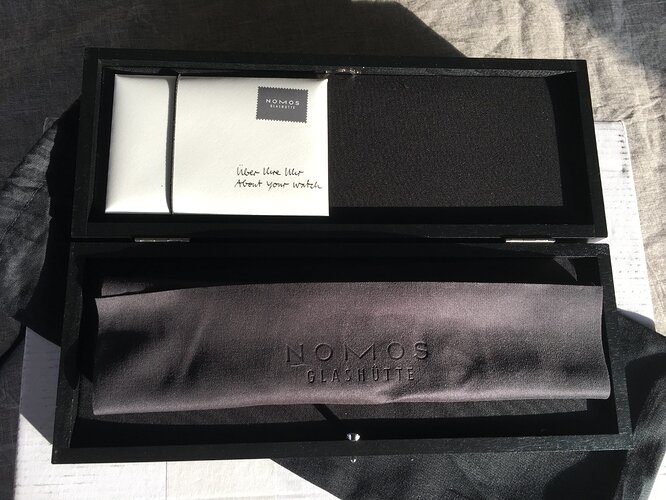 NOMOS
GLASHÜTTE
Über Ihre Uhr
About your watch
NOMOS
GLASHÜTTE